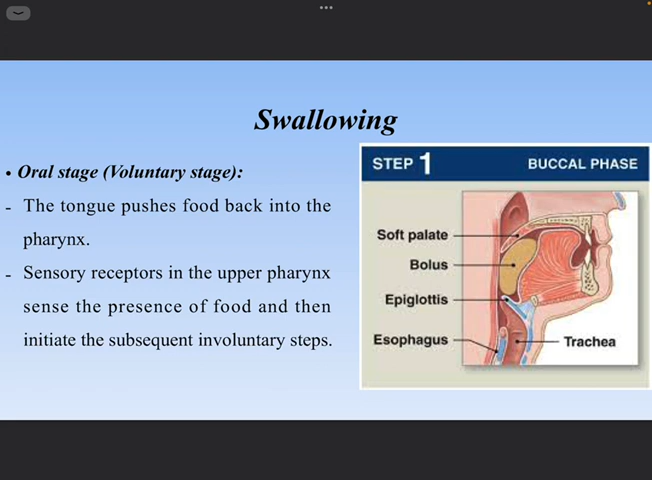 Swallowing
• Oral stage (Voluntary stage):
- The tongue pushes food back into the
pharynx.
- Sensory receptors in the upper pharynx
sense the presence of food and then
initiate the subsequent involuntary steps.
STEP 1 BUCCAL PHASE
Soft palate
Bolus
Epiglottis
Esophagus
Trachea